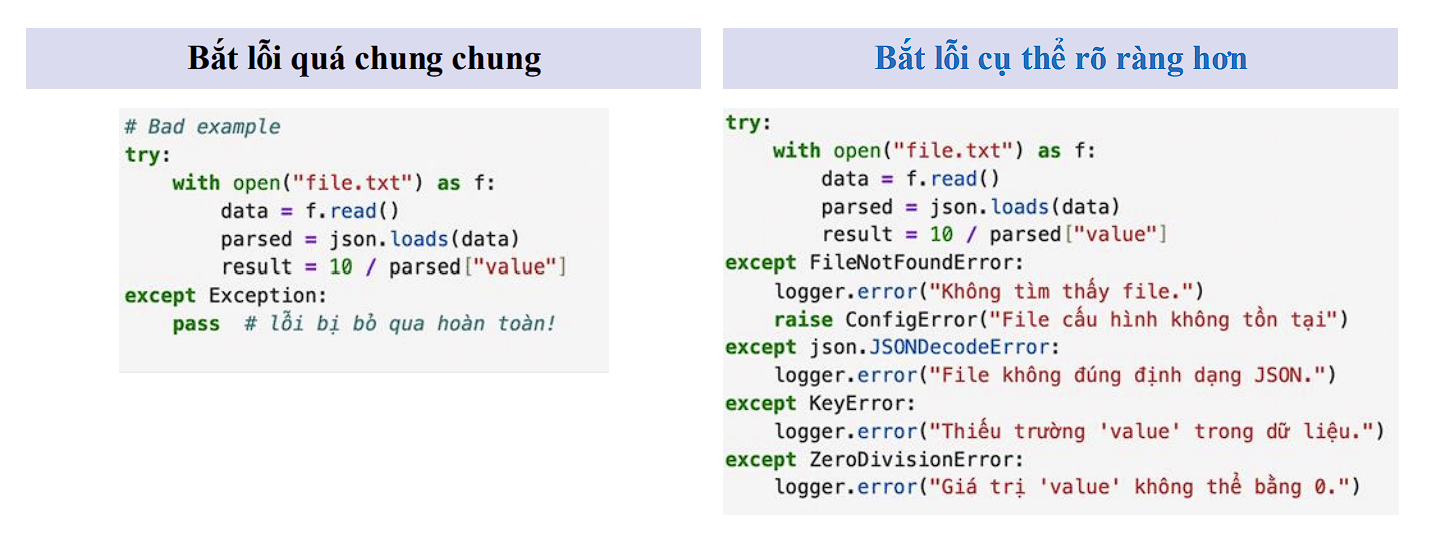 Bắt lỗi quá chung chung
# Bad example
try:
    with open("file.txt") as f:
        data = f.read()
        parsed = json.loads(data)
        result = 10 / parsed["value"]
except Exception:
    pass  # lỗi bị bỏ qua hoàn toàn!
Bắt lỗi cụ thể rõ ràng hơn
try:
    with open("file.txt") as f:
        data = f.read()
        parsed = json.loads(data)
        result = 10 / parsed["value"]
except FileNotFoundError:
    logger.error("Không tìm thấy file.")
    raise ConfigError("File cấu hình không tồn tại")
except json.JSONDecodeError:
    logger.error("File không đúng định dạng JSON.")
except KeyError:
    logger.error("Thiếu trường 'value' trong dữ liệu.")
except ZeroDivisionError:
    logger.error("Giá trị 'value' không thể bằng 0.")